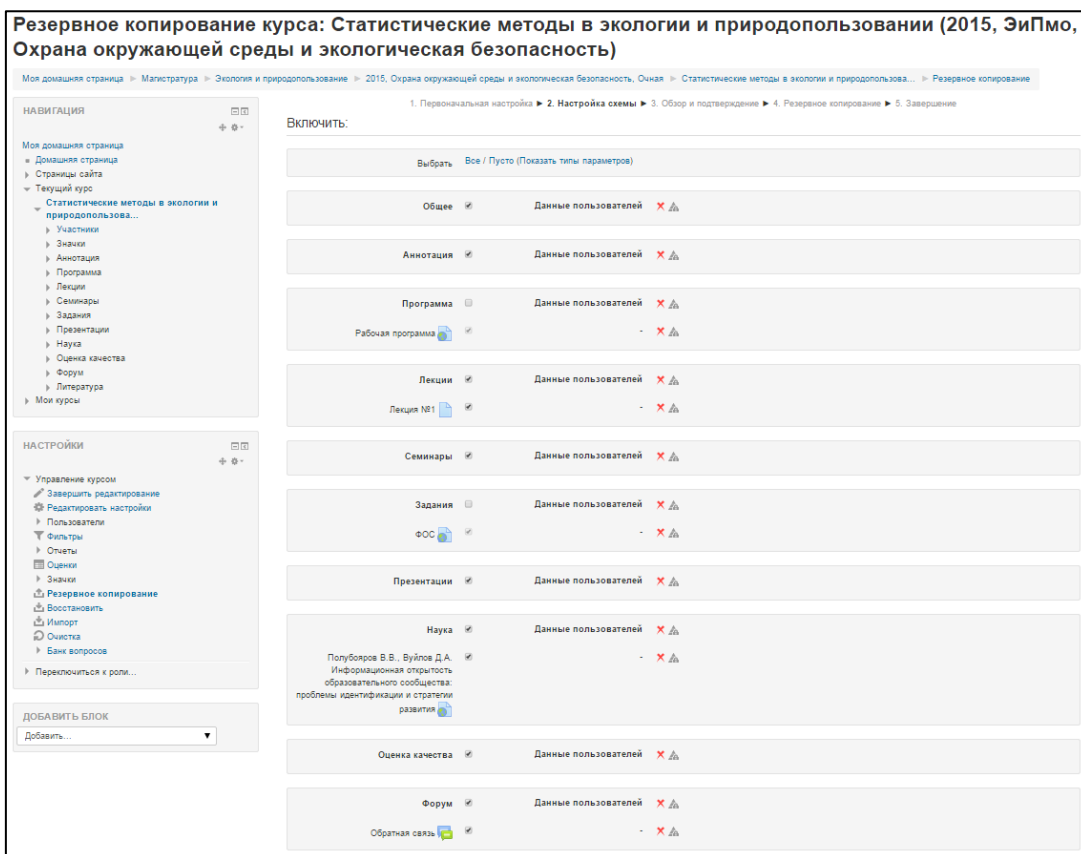 Резервное копирование курса: Статистические методы в экологии и природопользовании (2015, ЭиПмо,
Охрана окружающей среды и экологическая безопасность)
Моя домашняя страница ► Магистратура ► Экология и природопользование ► 2015, Охрана окружающей среды и экологическая безопасность, Очная ► Статистические методы в экологии и природопользова... ► Резервное копирование
НАВИГАЦИЯ
Моя домашняя страница
Домашняя страница
Страницы сайта
Текущий курс
Статистические методы в экологии и
природопользова...
Участники
Значки
Аннотация
Программа
Лекции
Семинары
Задания
Презентации
Наука
Оценка качества
Форум
Литература
Мои курсы
НАСТРОЙКИ
Управление курсом
Завершить редактирование
Редактировать настройки
Пользователи
Фильтры
Отчеты
Оценки
Значки
Резервное копирование
Восстановить
Импорт
Очистка
Банк вопросов
Переключиться к роли...
ДОБАВИТЬ БЛОК
Добавить...
1. Первоначальная настройка ► 2. Настройка схемы ► 3. Обзор и подтверждение ► 4. Резервное копирование ► 5. Завершение
Включить:
Выбрать Все / Пусто (Показать типы параметров)
Общее Данные пользователей
Аннотация Данные пользователей
Программа Данные пользователей
Рабочая программа -
Лекции Данные пользователей
Лекция №1 -
Семинары Данные пользователей
Задания Данные пользователей
ФОС -
Презентации Данные пользователей
Наука Данные пользователей
Полубояров В.В., Вуйлов Д.А. -
Информационная открытость
образовательного сообщества:
проблемы идентификации и стратегии
развития
Оценка качества Данные пользователей
Форум Данные пользователей
Обратная связь -